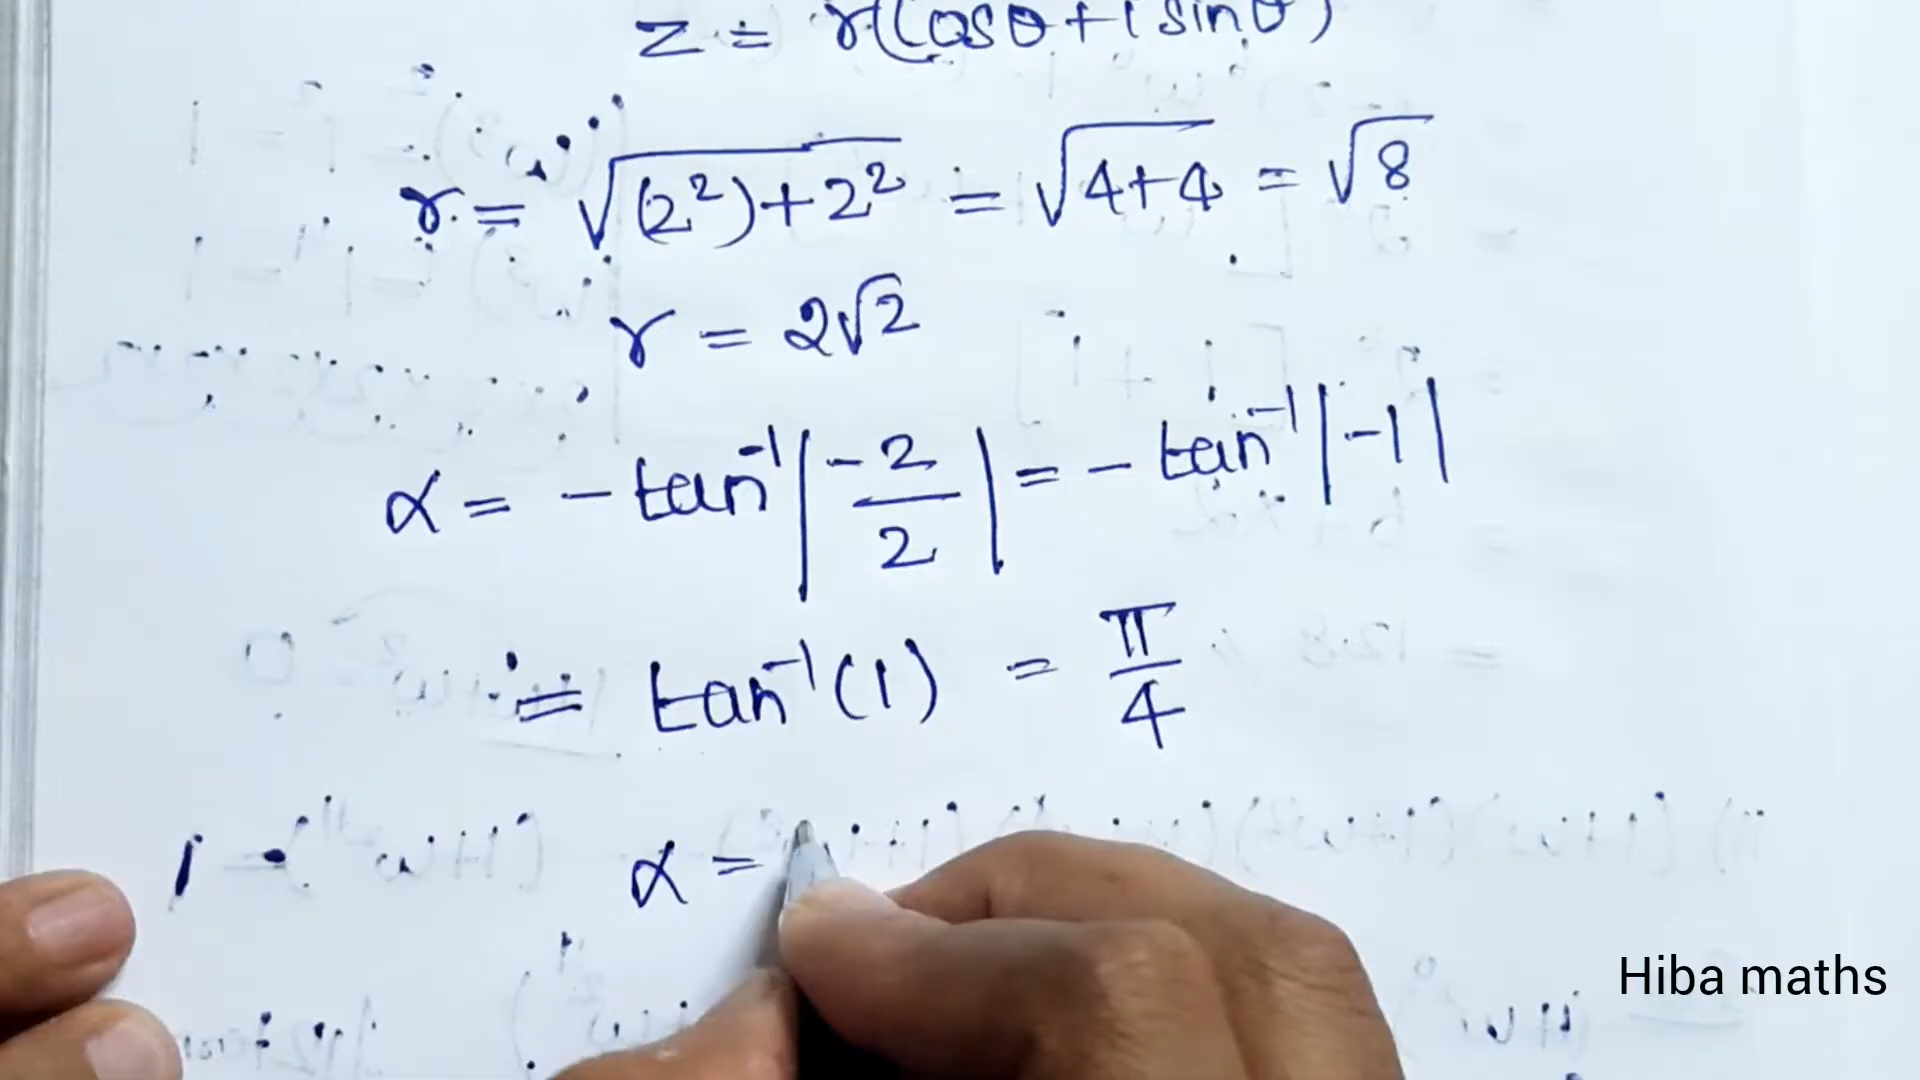 z = r(cosθ + i sinθ)
r = √(2²)+2² = √4+4 = √8
r = 2√2
α = - tan⁻¹|-2/2| = - tan⁻¹|-1|
= tan⁻¹(1) = π/4
α =
Hiba maths